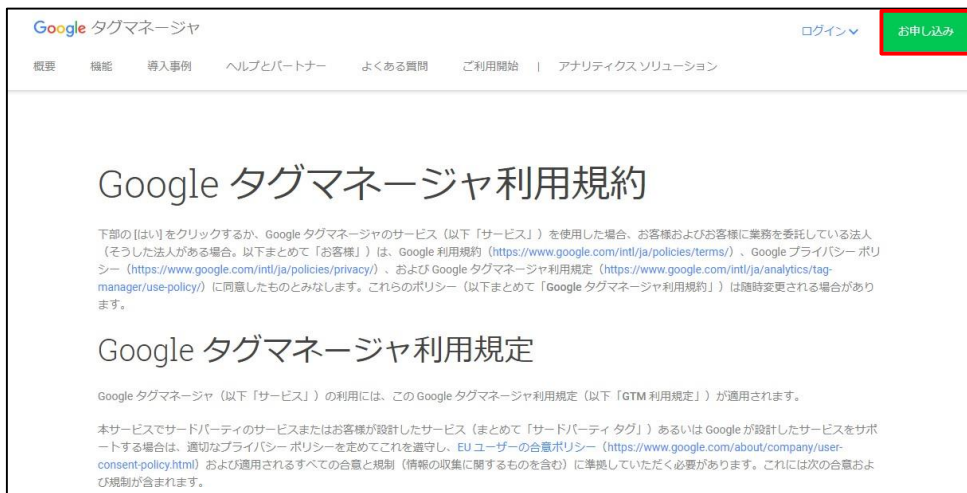 Google タグマネージャ
ログイン
お申し込み
概要 機能 導入事例 ヘルプとパートナー よくある質問 ご利用開始 | アナリティクス ソリューション
Google タグマネージャ利用規約
下部の [はい] をクリックするか、Google タグマネージャのサービス（以下「サービス」）を使用した場合、お客様およびお客様に業務を委託している法人
（そうした法人がある場合。以下まとめて「お客様」）は、Google 利用規約（https://www.google.com/intl/ja/policies/terms/）、Google プライバシー ポリ
シー（https://www.google.com/intl/ja/policies/privacy/）、および Google タグマネージャ利用規定（https://www.google.com/intl/ja/analytics/tag-
manager/use-policy/）に同意したものとみなします。これらのポリシー（以下まとめて「Google タグマネージャ利用規約」）は随時変更される場合があり
ます。
Google タグマネージャ利用規定
Google タグマネージャ（以下「サービス」）の利用には、この Google タグマネージャ利用規定（以下「GTM 利用規定」）が適用されます。
本サービスでサードパーティのサービスまたはお客様が設計したサービス（まとめて「サードパーティ タグ」）あるいは Google が設計したサービスをサポ
ートする場合は、適切なプライバシー ポリシーを定めてこれを遵守し、EU ユーザーの合意ポリシー（https://www.google.com/about/company/user-
consent-policy.html）および適用されるすべての合意と規制（情報の収集に関するものを含む）に準拠していただく必要があります。これには次の合意およ
び規制が含まれます。